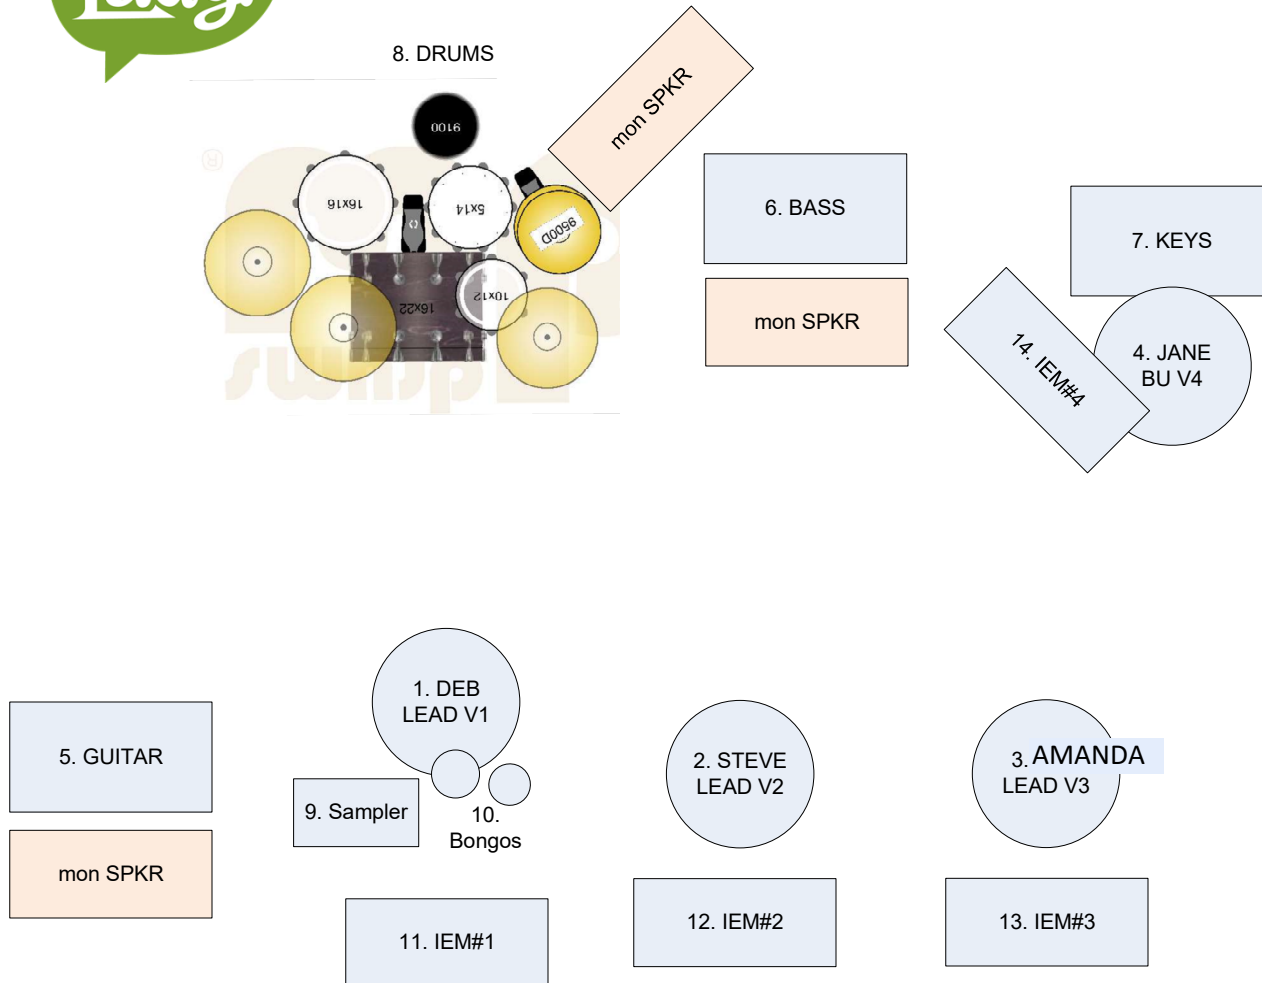 8. DRUMS
mon SPKR
9100
16x16
5x14
9500D
10x12
16x22
®
6. BASS
mon SPKR
7. KEYS
14. IEM#4
4. JANE
BU V4
1. DEB
LEAD V1
5. GUITAR
2. STEVE
LEAD V2
3. AMANDA
LEAD V3
9. Sampler
10.
Bongos
mon SPKR
11. IEM#1
12. IEM#2
13. IEM#3